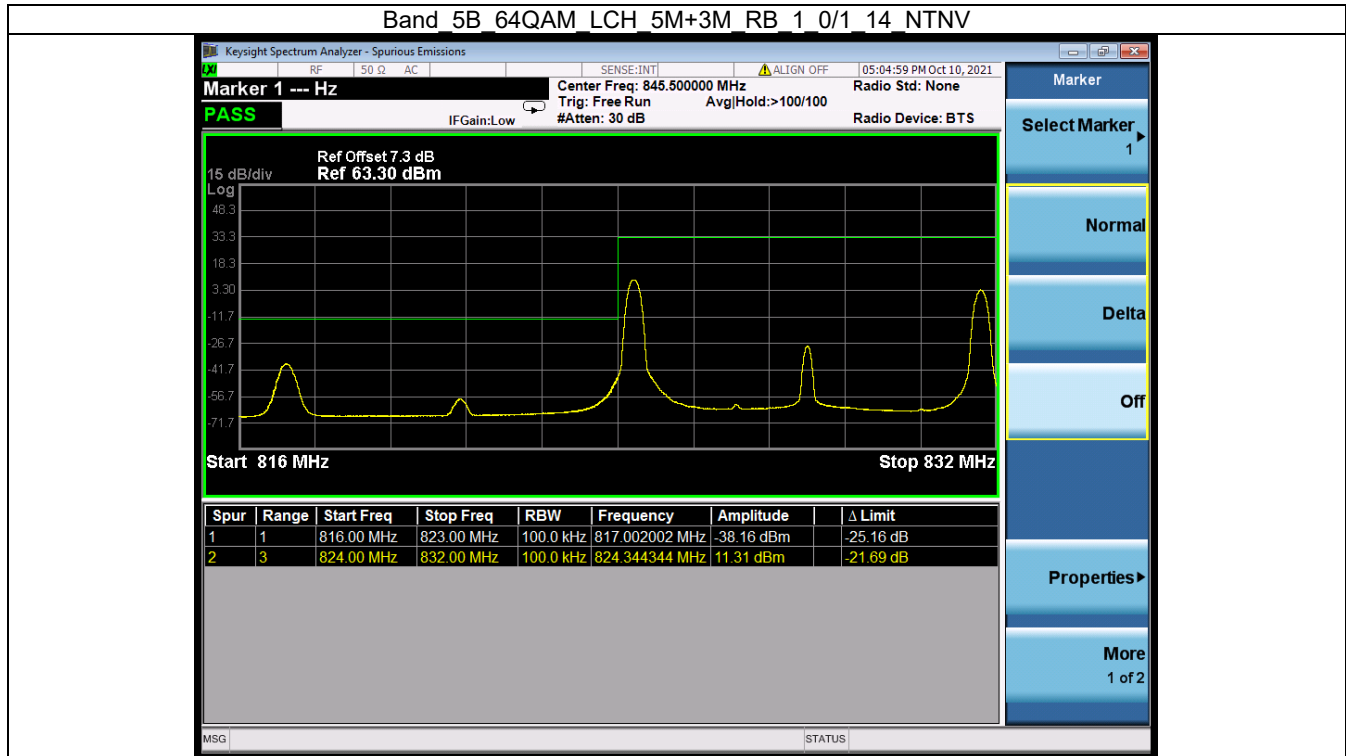 Band_5B_64QAM_LCH_5M+3M_RB_1_0/1_14_NTNV
Keysight Spectrum Analyzer - Spurious Emissions
LXI RF 50 Ω AC SENSE:INT ALIGN OFF 05:04:59 PM Oct 10, 2021
Marker 1 --- Hz
Center Freq: 845.500000 MHz Radio Std: None
Trig: Free Run Avg|Hold:>100/100
PASS IFGain:Low #Atten: 30 dB Radio Device: BTS
Ref Offset 7.3 dB
15 dB/div Ref 63.30 dBm
Log
48.3
33.3
18.3
3.30
-11.7
-26.7
-41.7
-56.7
-71.7
Start 816 MHz Stop 832 MHz
Spur Range Start Freq Stop Freq RBW Frequency Amplitude Δ Limit
1 1 816.00 MHz 823.00 MHz 100.0 kHz 817.002002 MHz -38.16 dBm -25.16 dB
2 3 824.00 MHz 832.00 MHz 100.0 kHz 824.344344 MHz 11.31 dBm -21.69 dB
Marker
Select Marker
1
Normal
Delta
Off
Properties
More
1 of 2
MSG STATUS